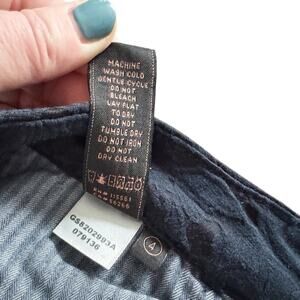 MACHINE
WASH COLD
GENTLE CYCLE
DO NOT
BLEACH
LAY FLAT
TO DRY
DO NOT
TUMBLE DRY
DO NOT IRON
DO NOT
DRY CLEAN
GS8202993A
079136
4